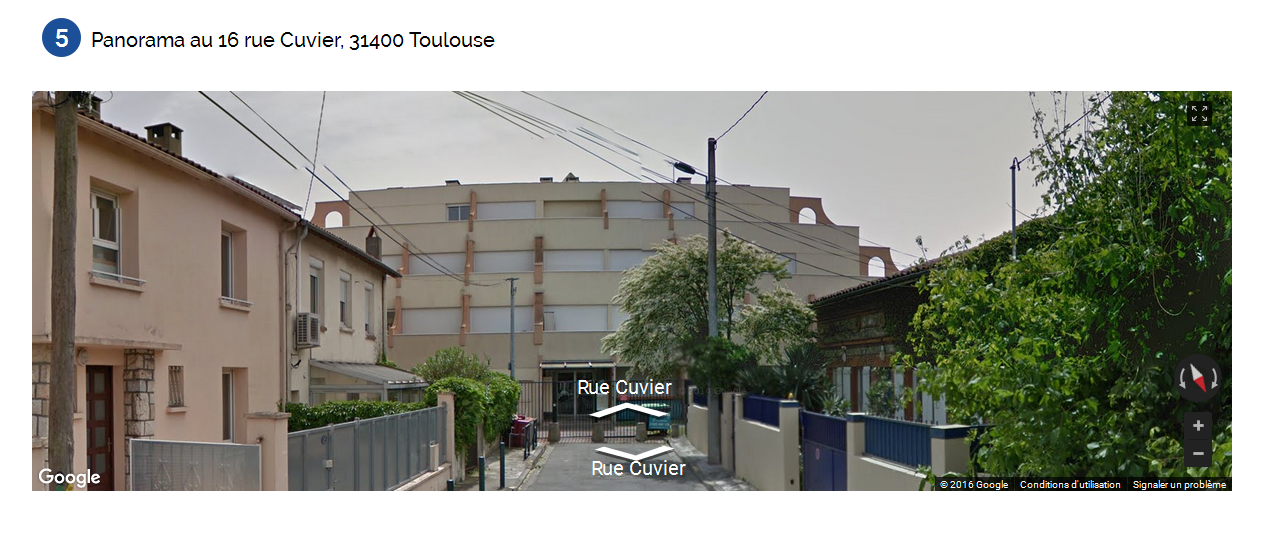 5 Panorama au 16 rue Cuvier, 31400 Toulouse
Rue Cuvier
Rue Cuvier
Google
© 2016 Google
Conditions d'utilisation
Signaler un problème